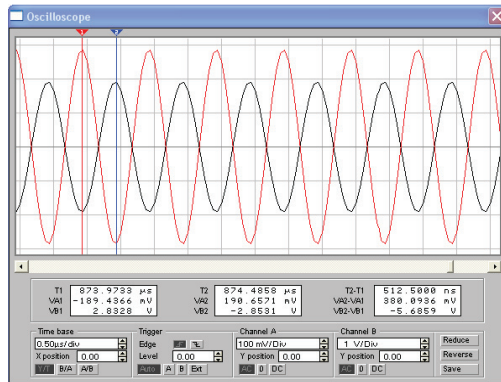 Oscilloscope
1 2
T1 873.9733 µs T2 874.4858 µs T2-T1 512.5000 ns
VA1 -189.4366 mV VA2 190.6571 mV VA2-VA1 380.0936 mV
VB1 2.8328 V VB2 -2.8531 V VB2-VB1 -5.6859 V
Time base Trigger Channel A Channel B
0.50µs/div Edge 100 mV/Div 1 V/Div Reduce
X position 0.00 Level 0.00 Y position 0.00 Y position 0.00 Reverse
Y/T B/A A/B Auto A B Ext AC 0 DC AC 0 DC Save